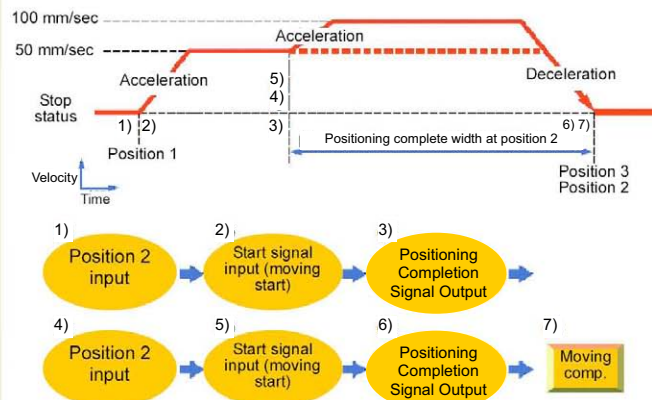 100 mm/sec
Acceleration
50 mm/sec
Acceleration
Deceleration
5)
4)
Stop
status
1) 2)
3)
6) 7)
Positioning complete width at position 2
Position 1
Position 3
Position 2
Velocity
Time
1)
Position 2
input
2)
Start signal
input (moving
start)
3)
Positioning
Completion
Signal Output
4)
Position 2
input
5)
Start signal
input (moving
start)
6)
Positioning
Completion
Signal Output
7)
Moving
comp.